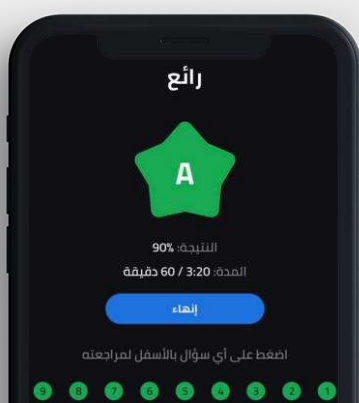 رائع
A
النتيجة: 90%
المدة: 3:20 / 60 دقيقة
إنهاء
اضغط على أي سؤال بالأسفل لمراجعته
1 2 3 4 5 6 7 8 9